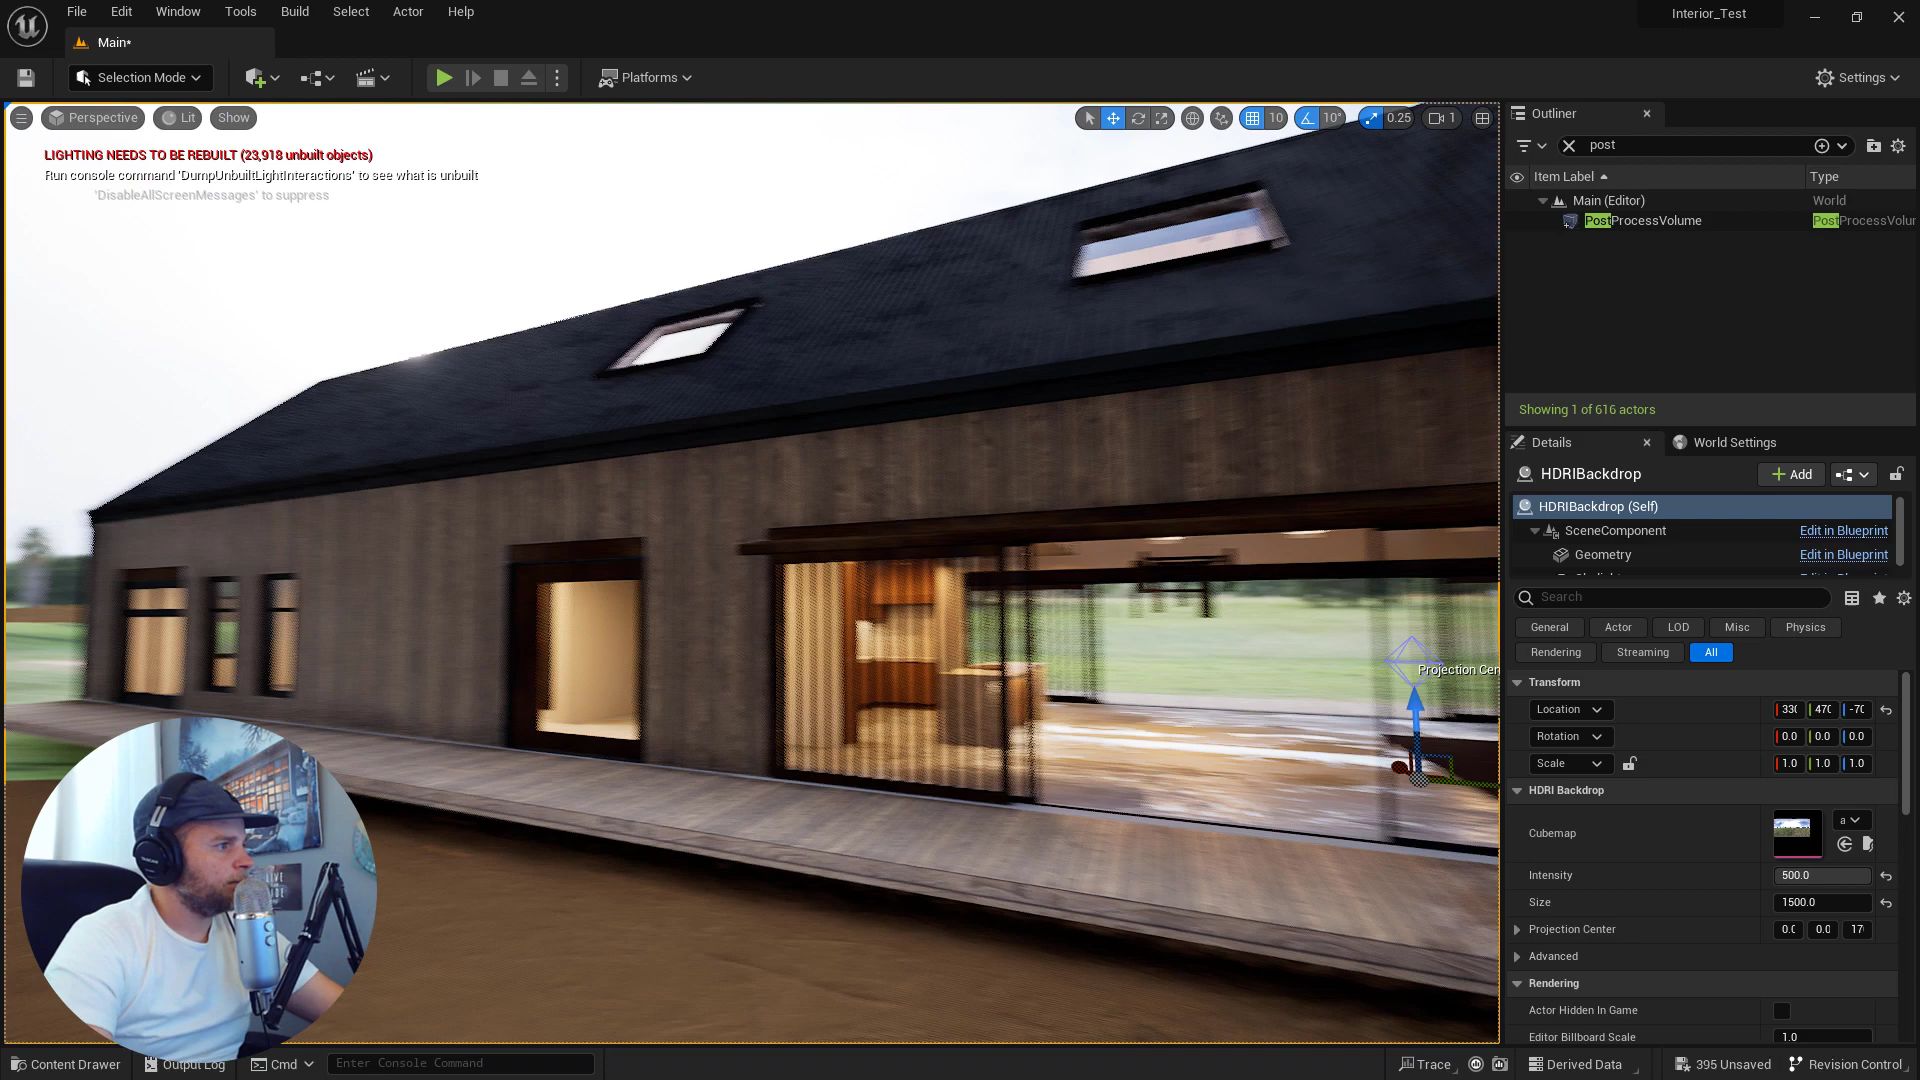 File Edit Window Tools Build Select Actor Help
Interior_Test
Main*
Selection Mode
Platforms
Settings
Perspective Lit Show
10 10° 0.25 1
LIGHTING NEEDS TO BE REBUILT (23,918 unbuilt objects)
Run console command 'DumpUnbuiltLightInteractions' to see what is unbuilt
'DisableAllScreenMessages' to suppress
Projection Cen
Outliner
post
Item Label Type
Main (Editor) World
PostProcessVolume PostProcessVolur
Showing 1 of 616 actors
Details World Settings
HDRIBackdrop Add
HDRIBackdrop (Self)
SceneComponent Edit in Blueprint
Geometry Edit in Blueprint
Search
General Actor LOD Misc Physics
Rendering Streaming All
Transform
Location 330 470 -70
Rotation 0.0 0.0 0.0
Scale 1.0 1.0 1.0
HDRI Backdrop
Cubemap a
Intensity 500.0
Size 1500.0
Projection Center 0.0 0.0 170
Advanced
Rendering
Actor Hidden In Game
Editor Billboard Scale 1.0
Content Drawer Output Log Cmd Enter Console Command
Trace Derived Data 395 Unsaved Revision Control